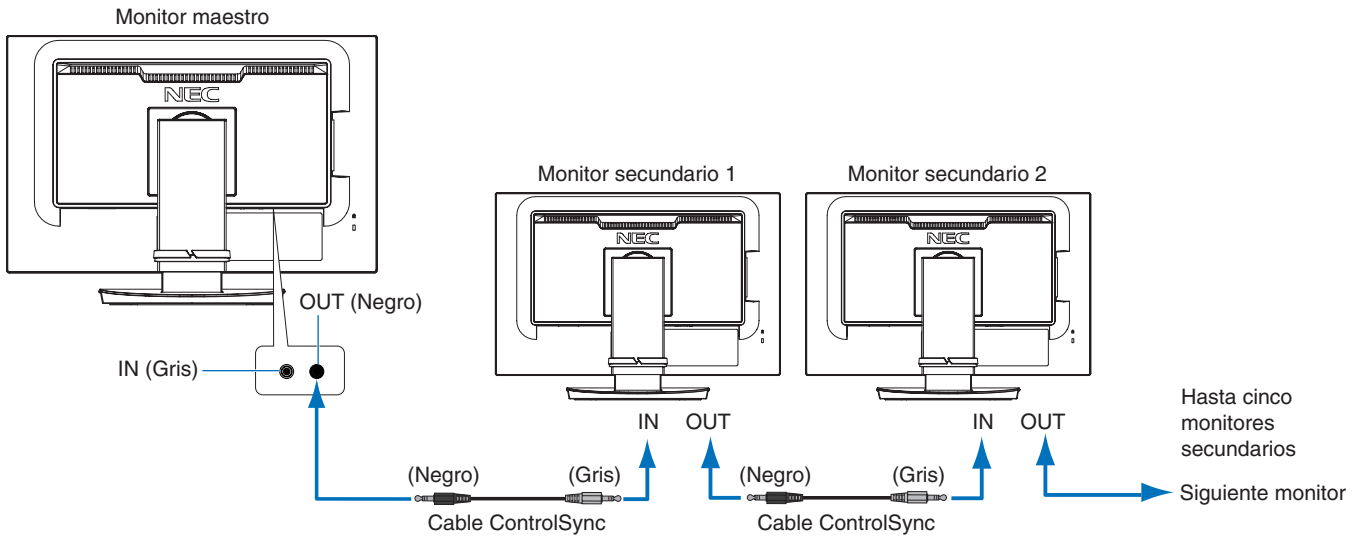 Monitor maestro
NEC
OUT (Negro)
IN (Gris)
Monitor secundario 1
NEC
Monitor secundario 2
NEC
IN
OUT
IN
OUT
(Negro)
(Gris)
Cable ControlSync
(Negro)
(Gris)
Cable ControlSync
Hasta cinco
monitores
secundarios
Siguiente monitor